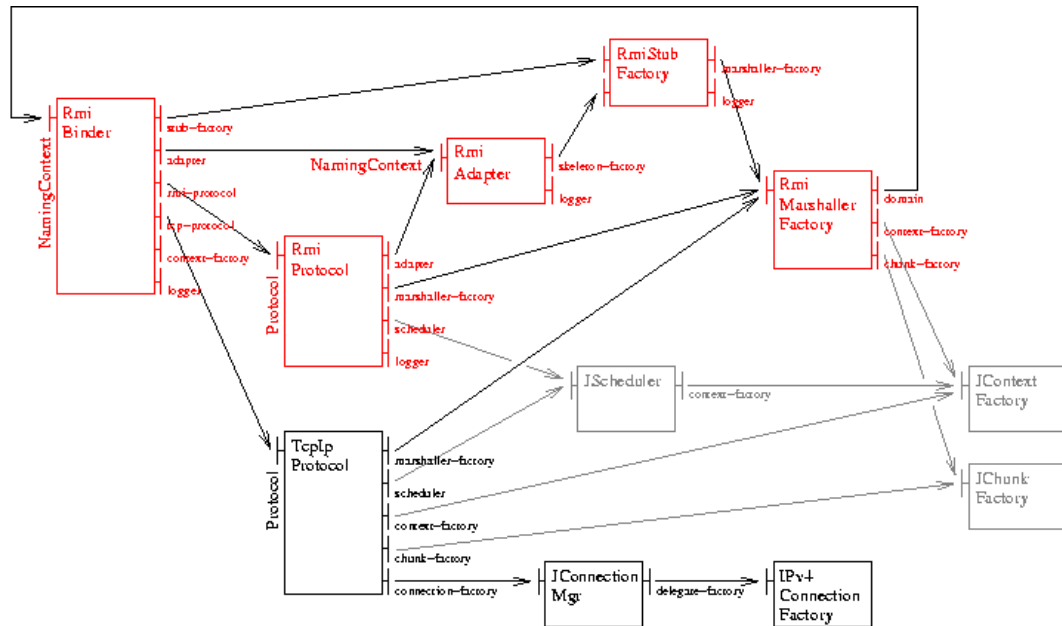 RmiStub
Factory
marshaller-factory
logger
Rmi
Binder
NamingContext
stub-factory
adapter
rmi-protocol
tcp-protocol
context-factory
logger
NamingContext
Rmi
Adapter
skeleton-factory
logger
Rmi
Marshaller
Factory
domain
context-factory
chunk-factory
Rmi
Protocol
Protocol
adapter
marshaller-factory
scheduler
logger
JScheduler
context-factory
JContext
Factory
TcpIp
Protocol
Protocol
marshaller-factory
scheduler
context-factory
chunk-factory
connection-factory
JChunk
Factory
JConnection
Mgr
delegate-factory
IPv4
Connection
Factory